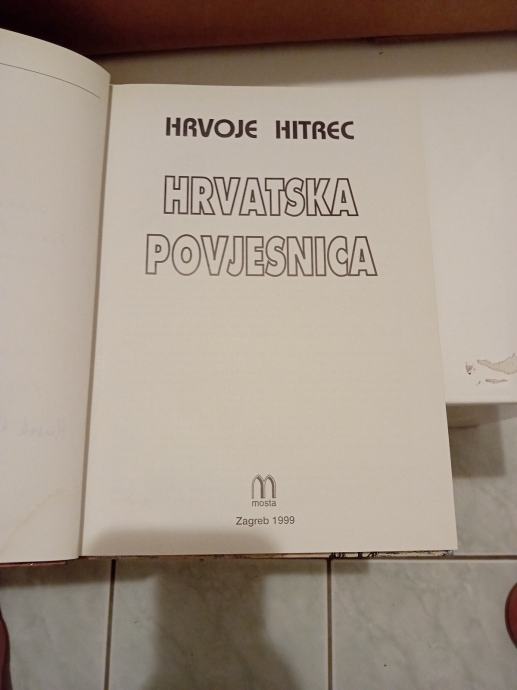 HRVOJE HITREC
HRVATSKA
POVJESNICA
mosta
Zagreb 1999